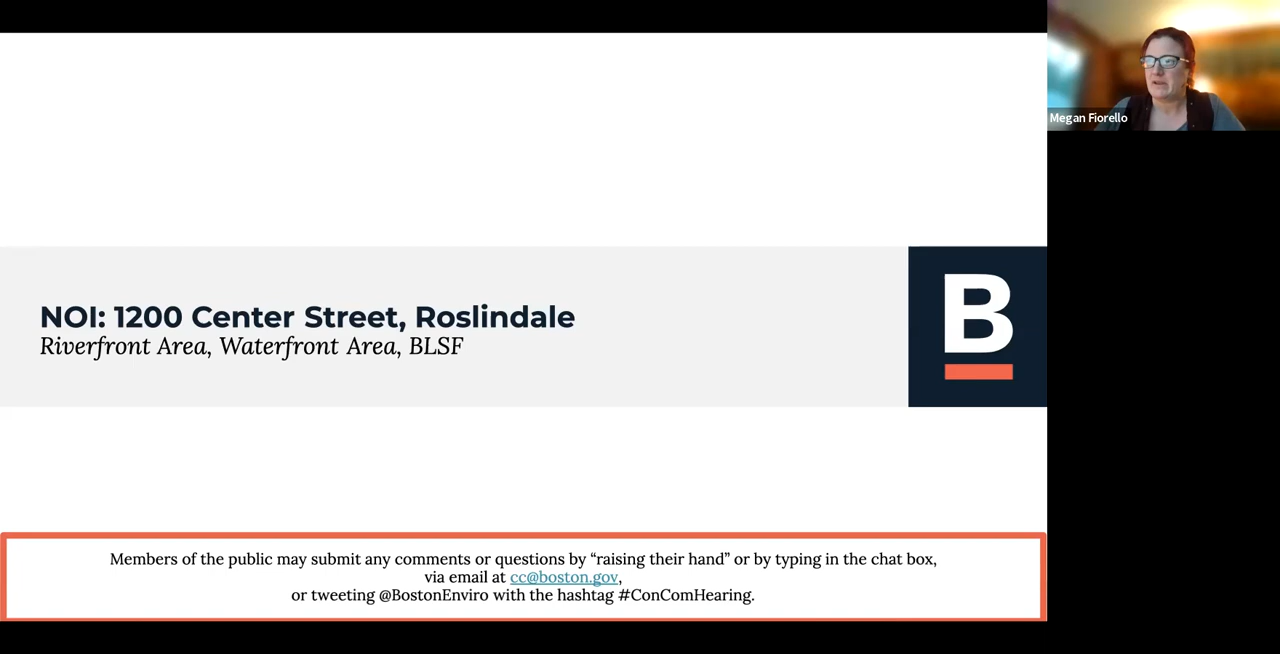 Megan Fiorello
NOI: 1200 Center Street, Roslindale
Riverfront Area, Waterfront Area, BLSF
B
Members of the public may submit any comments or questions by “raising their hand” or by typing in the chat box,
via email at cc@boston.gov,
or tweeting @BostonEnviro with the hashtag #ConComHearing.